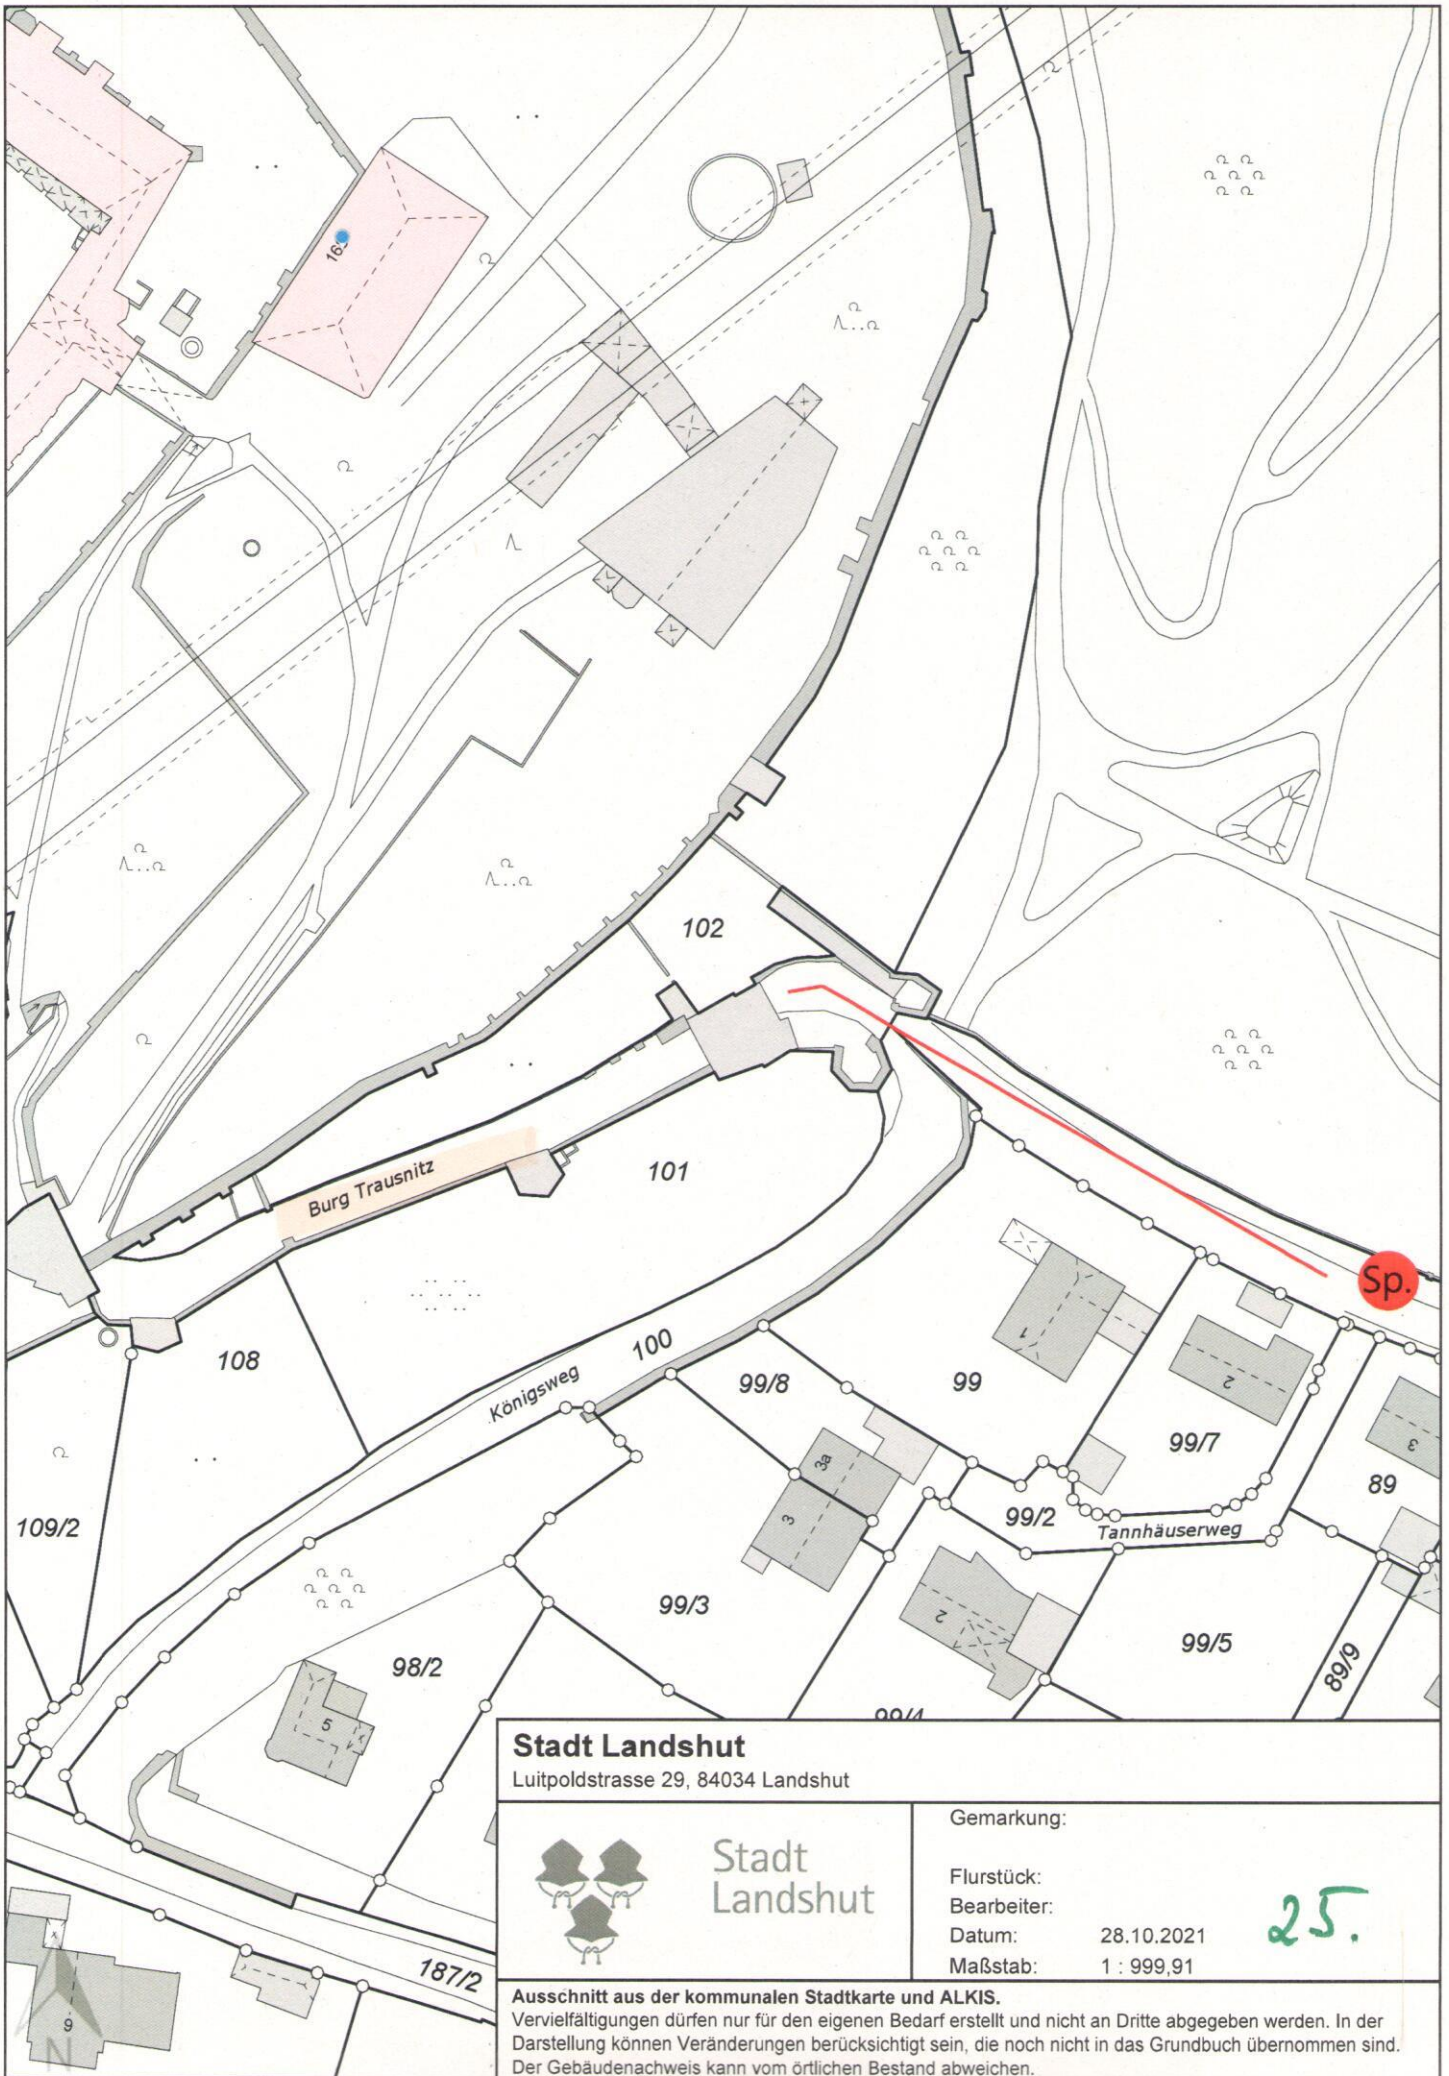 102
101
Burg Trausnitz
Sp.
108
100
Königsweg
1
99/8
99
2
99/7
3
89
3a
3
109/2
99/2
Tannhäuserweg
99/3
2
99/5
98/2
89/9
5
99/4
187/2
9
N
Stadt Landshut
Luitpoldstrasse 29, 84034 Landshut
Stadt
Landshut
Gemarkung:
Flurstück:
Bearbeiter:
Datum: 28.10.2021
Maßstab: 1 : 999,91
25.
Ausschnitt aus der kommunalen Stadtkarte und ALKIS.
Vervielfältigungen dürfen nur für den eigenen Bedarf erstellt und nicht an Dritte abgegeben werden. In der
Darstellung können Veränderungen berücksichtigt sein, die noch nicht in das Grundbuch übernommen sind.
Der Gebäudenachweis kann vom örtlichen Bestand abweichen.